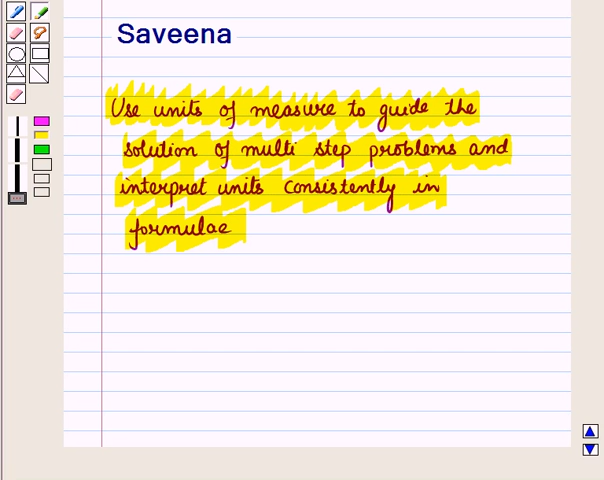 Saveena
Use units of measure to guide the
solution of multi step problems and
interpret units consistently in
formulae